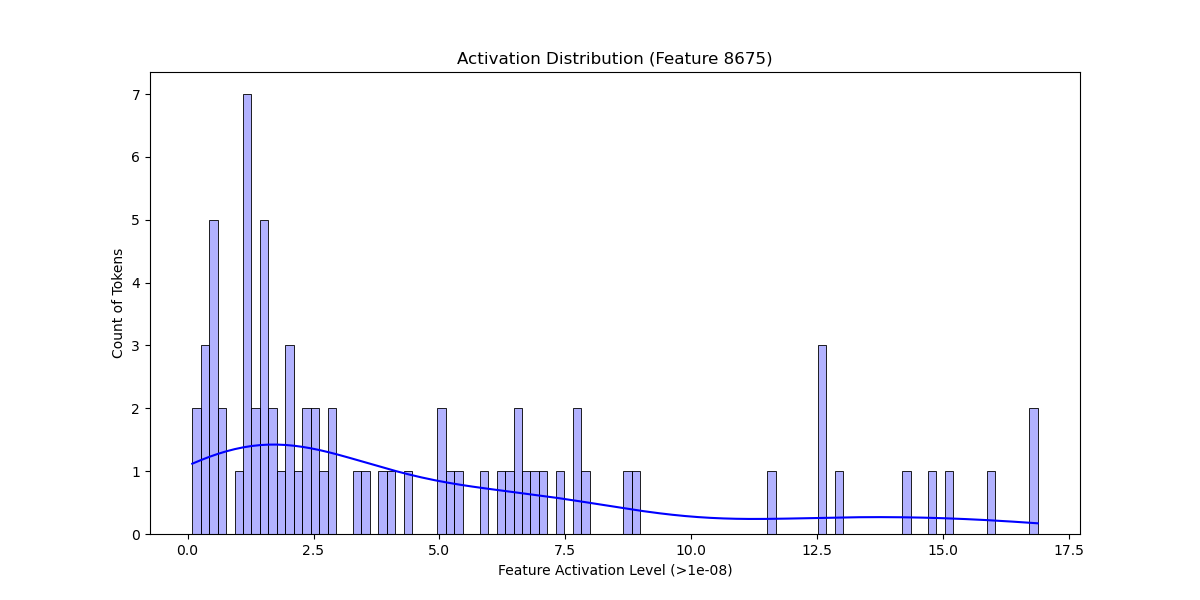 Activation Distribution (Feature 8675)
7
6
5
4
3
2
1
0
Count of Tokens
0.0 2.5 5.0 7.5 10.0 12.5 15.0 17.5
Feature Activation Level (>1e-08)